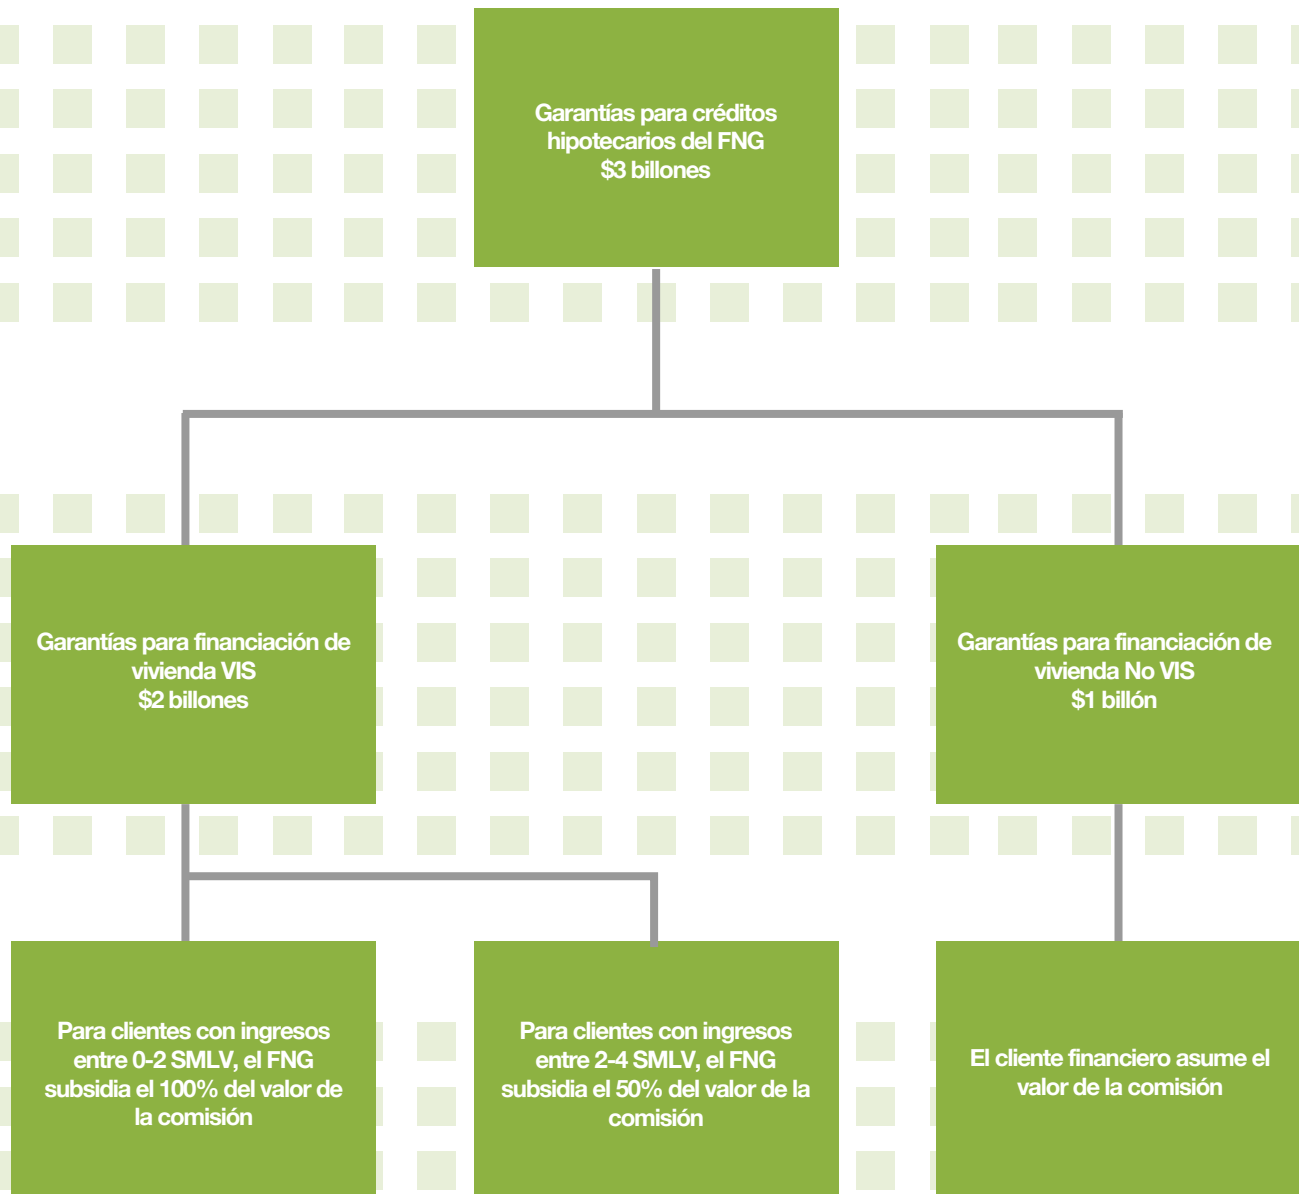 Garantías para créditos
hipotecarios del FNG
$3 billones
Garantías para financiación de
vivienda VIS
$2 billones
Garantías para financiación de
vivienda No VIS
$1 billón
Para clientes con ingresos
entre 0-2 SMLV, el FNG
subsidia el 100% del valor de
la comisión
Para clientes con ingresos
entre 2-4 SMLV, el FNG
subsidia el 50% del valor de la
comisión
El cliente financiero asume el
valor de la comisión